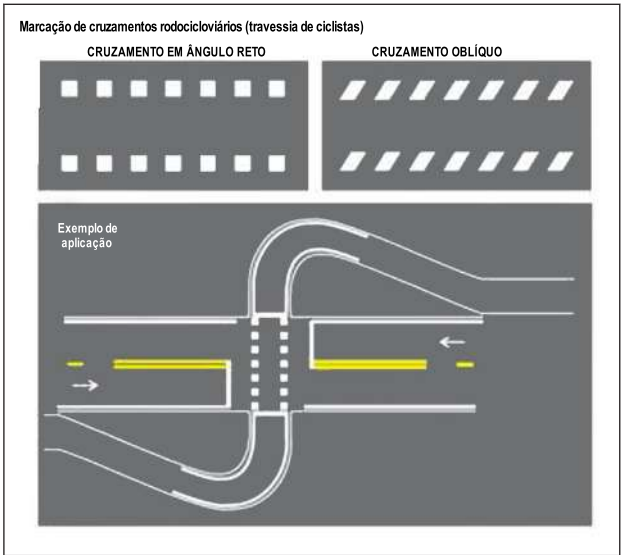 Marcação de cruzamentos rodocicloviários (travessia de ciclistas)
CRUZAMENTO EM ÂNGULO RETO
CRUZAMENTO OBLÍQUO
Exemplo de
aplicação